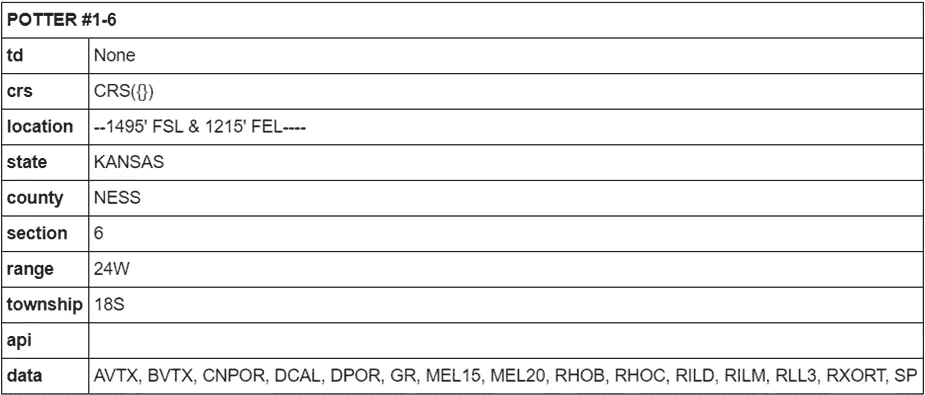 POTTER #1-6
td None
crs CRS({})
location --1495' FSL & 1215' FEL----
state KANSAS
county NESS
section 6
range 24W
township 18S
api
data AVTX, BVTX, CNPOR, DCAL, DPOR, GR, MEL15, MEL20, RHOB, RHOC, RILD, RILM, RLL3, RXORT, SP